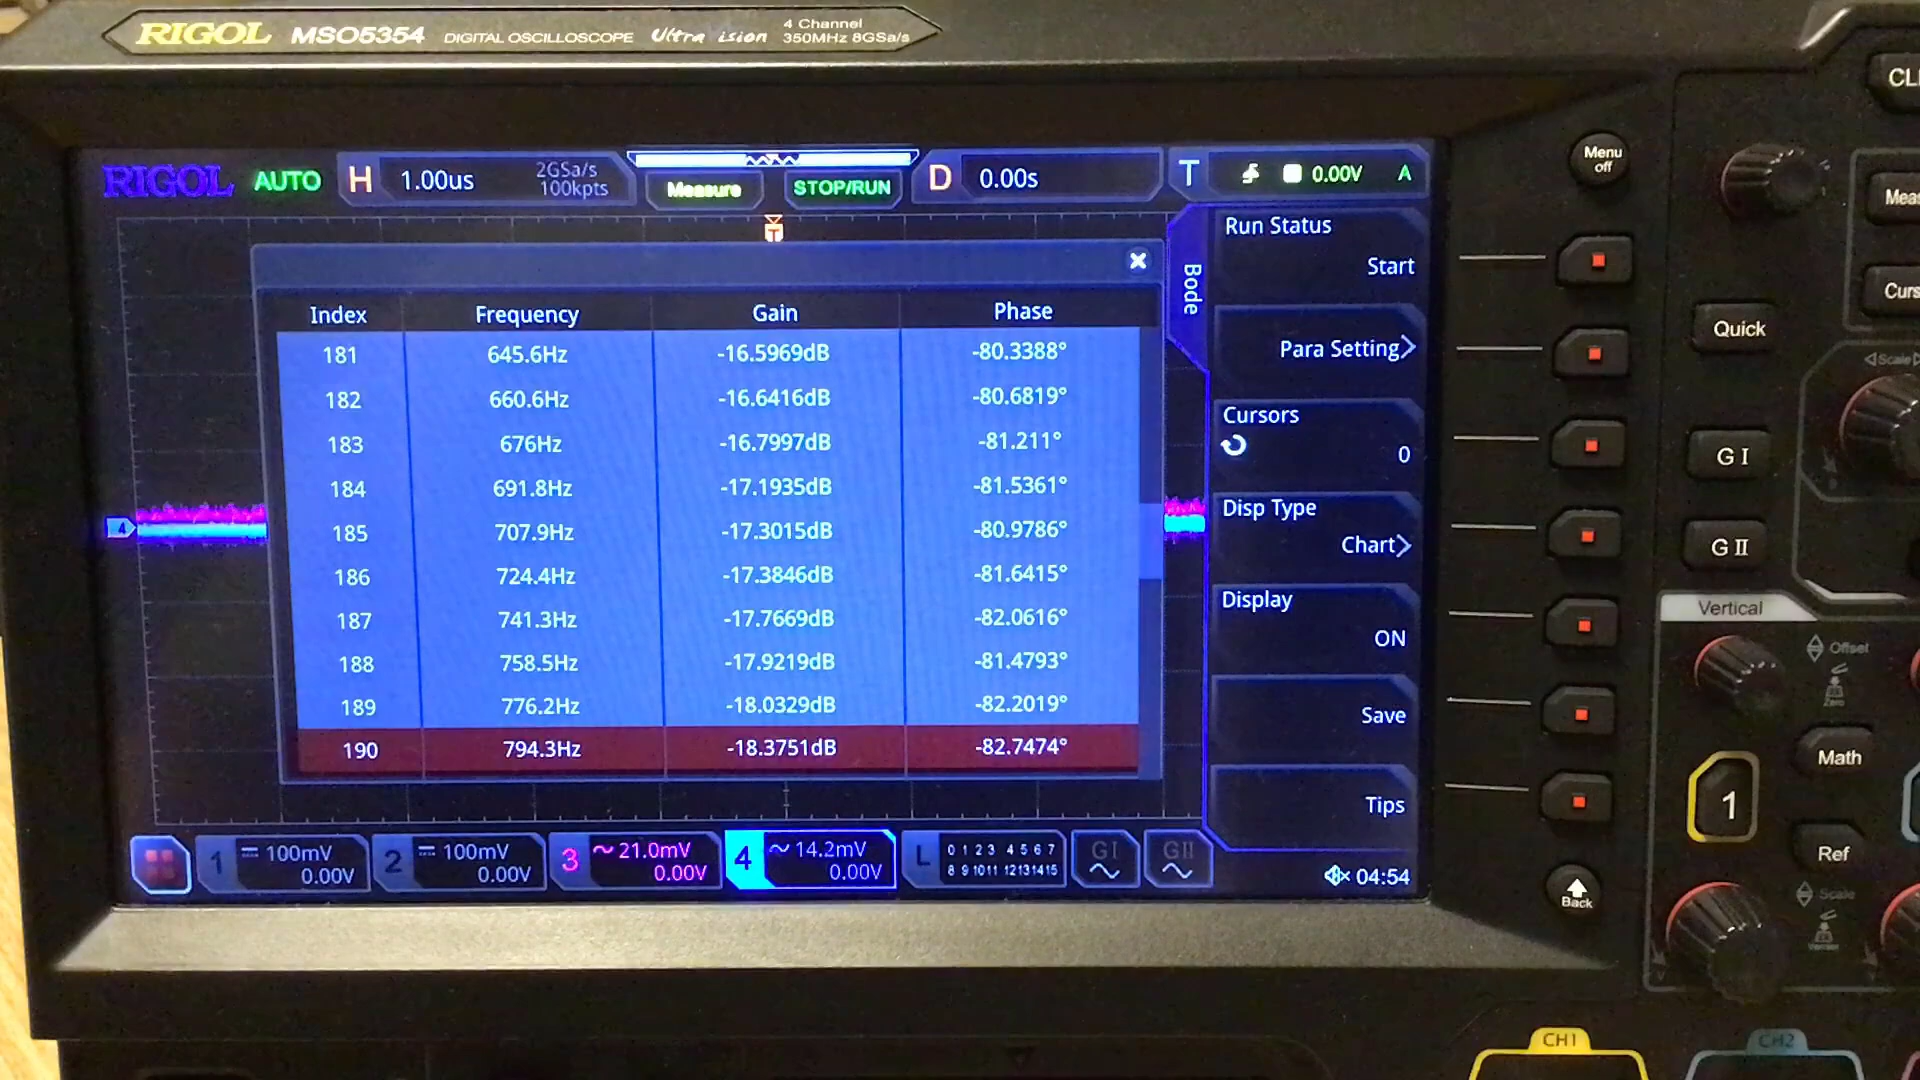 RIGOL MSO5354 DIGITAL OSCILLOSCOPE Ultra ision 4 Channel
350MHz 8GSa/s
RIGOL AUTO H 1.00us 2GSa/s
100kpts
Measure STOP/RUN D 0.00s T 0.00V A
Index Frequency Gain Phase
181 645.6Hz -16.5969dB -80.3388°
182 660.6Hz -16.6416dB -80.6819°
183 676Hz -16.7997dB -81.211°
184 691.8Hz -17.1935dB -81.5361°
185 707.9Hz -17.3015dB -80.9786°
186 724.4Hz -17.3846dB -81.6415°
187 741.3Hz -17.7669dB -82.0616°
188 758.5Hz -17.9219dB -81.4793°
189 776.2Hz -18.0329dB -82.2019°
190 794.3Hz -18.3751dB -82.7474°
Bode
Run Status
Start
Para Setting>
Cursors
0
Disp Type
Chart>
Display
ON
Save
Tips
T
4
1 100mV
0.00V
2 100mV
0.00V
3 21.0mV
0.00V
4 14.2mV
0.00V
L 0 1 2 3 4 5 6 7
8 9 10 11 12 13 14 15
GI
GII
04:54
Menu
off
Back
Quick
G I
G II
Scale
Vertical
Offset
Zero
1
Math
Ref
Scale
Vernier
CH1
CH2